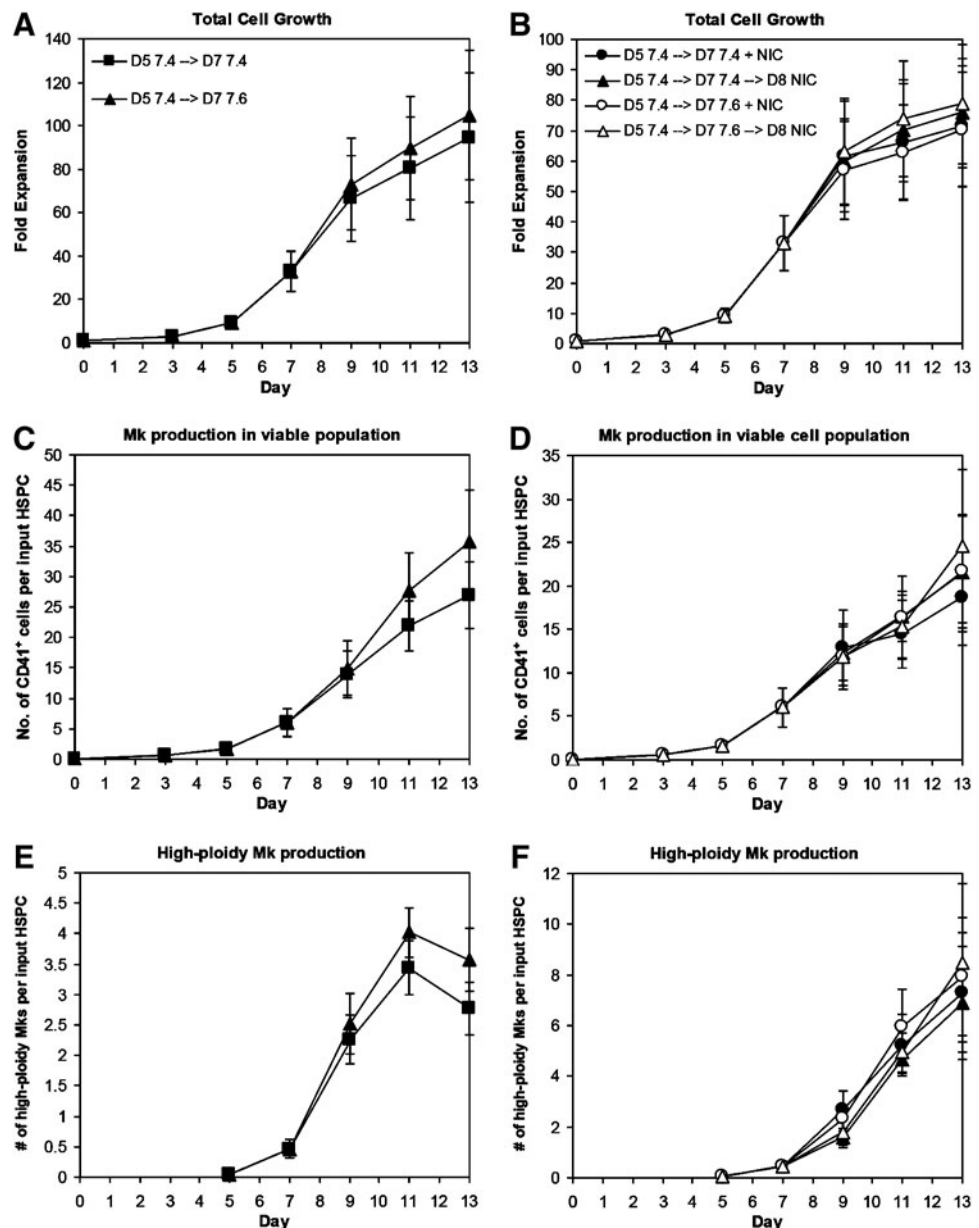 A
Total Cell Growth
140
120
100
80
60
40
20
0
Fold Expansion
D5 7.4 --> D7 7.4
D5 7.4 --> D7 7.6
0 1 2 3 4 5 6 7 8 9 10 11 12 13
Day
B
Total Cell Growth
100
90
80
70
60
50
40
30
20
10
0
Fold Expansion
D5 7.4 --> D7 7.4 + NIC
D5 7.4 --> D7 7.4 --> D8 NIC
D5 7.4 --> D7 7.6 + NIC
D5 7.4 --> D7 7.6 --> D8 NIC
0 1 2 3 4 5 6 7 8 9 10 11 12 13
Day
C
Mk production in viable population
50
45
40
35
30
25
20
15
10
5
0
No. of CD41⁺ cells per input HSPC
0 1 2 3 4 5 6 7 8 9 10 11 12 13
Day
D
Mk production in viable cell population
35
30
25
20
15
10
5
0
No. of CD41⁺ cells per input HSPC
0 1 2 3 4 5 6 7 8 9 10 11 12 13
Day
E
High-ploidy Mk production
5
4.5
4
3.5
3
2.5
2
1.5
1
0.5
0
# of high-ploidy Mks per input HSPC
0 1 2 3 4 5 6 7 8 9 10 11 12 13
Day
F
High-ploidy Mk production
12
10
8
6
4
2
0
# of high-ploidy Mks per input HSPC
0 1 2 3 4 5 6 7 8 9 10 11 12 13
Day